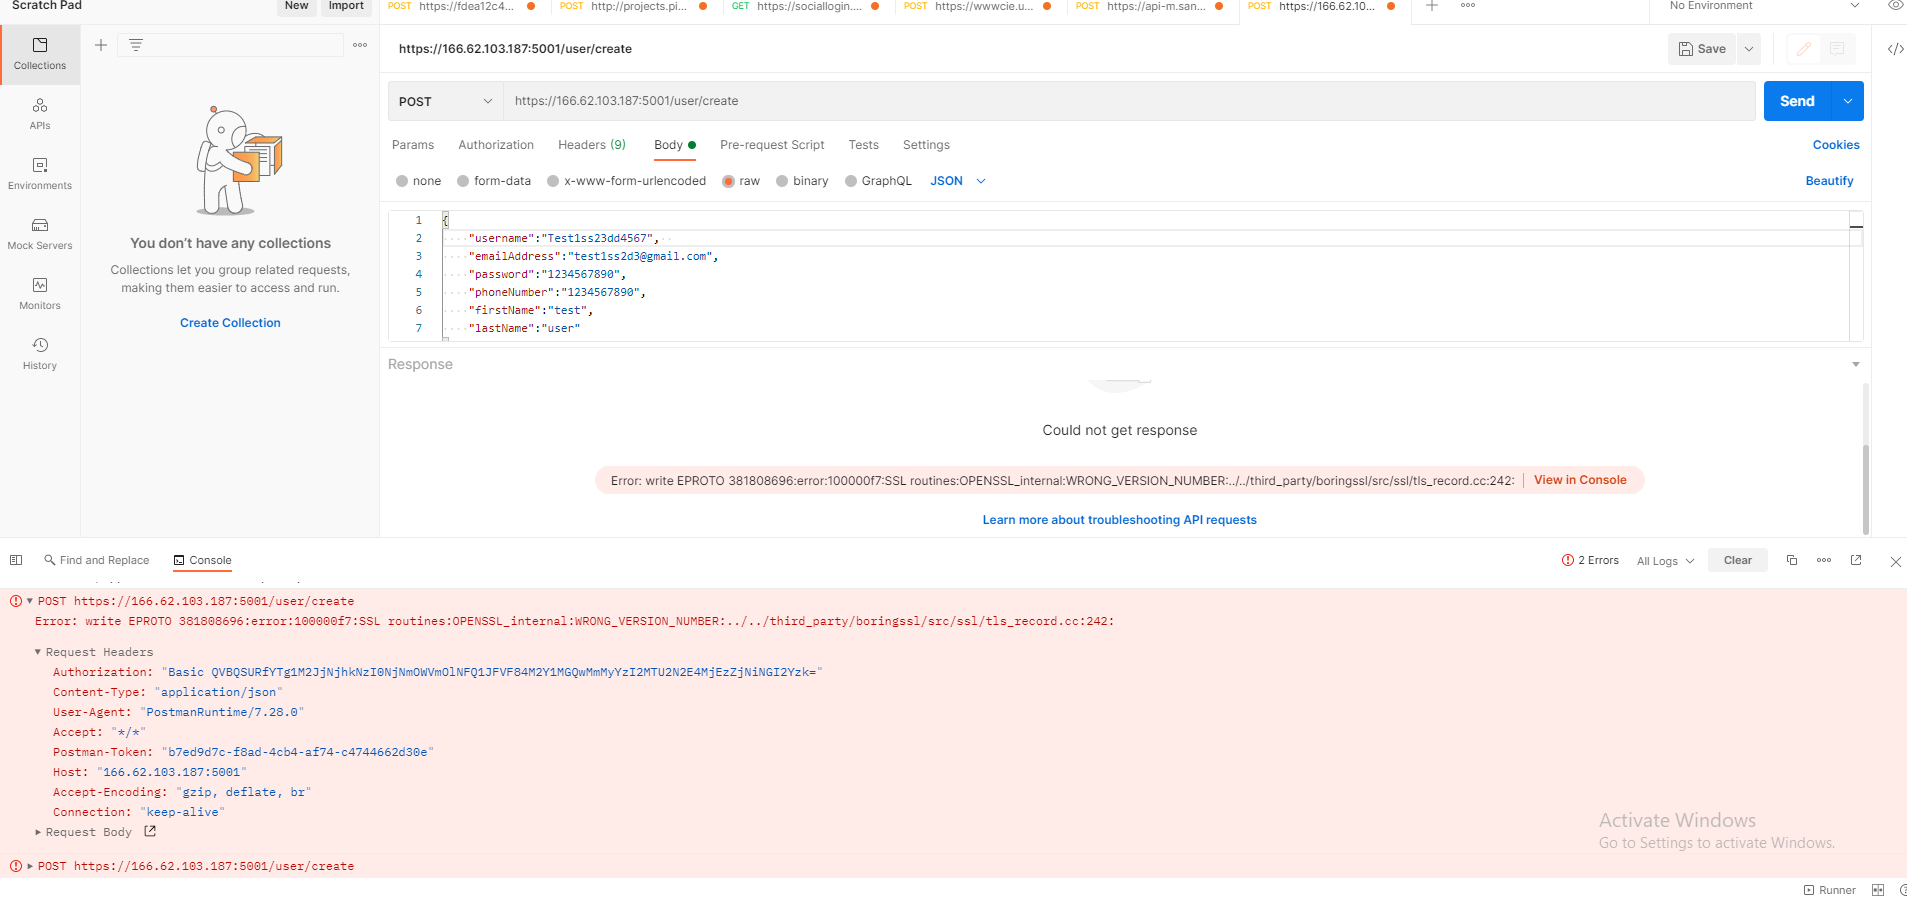 Scratch Pad
New
Import
POST https://fdea12c4...
POST http://projects.pi...
GET https://sociallogin....
POST https://wwwcie.u...
POST https://api-m.san...
POST https://166.62.10...
No Environment
Collections
APIs
Environments
Mock Servers
Monitors
History
You don't have any collections
Collections let you group related requests,
making them easier to access and run.
Create Collection
https://166.62.103.187:5001/user/create
Save
POST
https://166.62.103.187:5001/user/create
Send
Params Authorization Headers (9) Body Pre-request Script Tests Settings
Cookies
none form-data x-www-form-urlencoded raw binary GraphQL JSON
Beautify
1 {
2 "username":"Test1ss23dd4567",
3 "emailAddress":"test1ss2d3@gmail.com",
4 "password":"1234567890",
5 "phoneNumber":"1234567890",
6 "firstName":"test",
7 "lastName":"user"
Response
Could not get response
Error: write EPROTO 381808696:error:100000f7:SSL routines:OPENSSL_internal:WRONG_VERSION_NUMBER:../../third_party/boringssl/src/ssl/tls_record.cc:242:
View in Console
Learn more about troubleshooting API requests
Find and Replace
Console
2 Errors
All Logs
Clear
POST https://166.62.103.187:5001/user/create
Error: write EPROTO 381808696:error:100000f7:SSL routines:OPENSSL_internal:WRONG_VERSION_NUMBER:../../third_party/boringssl/src/ssl/tls_record.cc:242:
Request Headers
Authorization: "Basic QVBQSURfYTg1M2JjNjhkNzI0NjNmOWVmOlNFQ1JFVF84M2Y1MGQwMmMyYzI2MTU2N2E4MjEzZjNiNGI2Yzk="
Content-Type: "application/json"
User-Agent: "PostmanRuntime/7.28.0"
Accept: "*/*"
Postman-Token: "b7ed9d7c-f8ad-4cb4-af74-c4744662d30e"
Host: "166.62.103.187:5001"
Accept-Encoding: "gzip, deflate, br"
Connection: "keep-alive"
Request Body
POST https://166.62.103.187:5001/user/create
Activate Windows
Go to Settings to activate Windows.
Runner